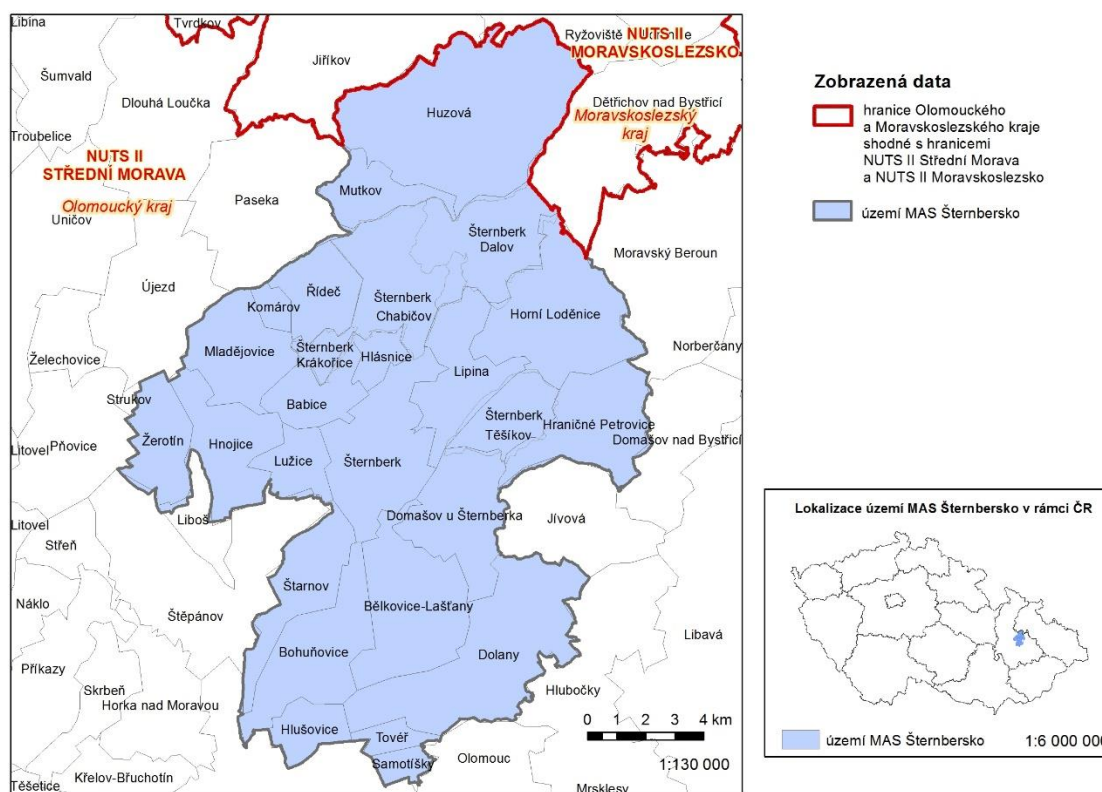 Libina
Tvrdkov
Ryžoviště
NUTS II
MORAVSKOSLEZSKO
Jiříkov
Šumvald
Dlouhá Loučka
Huzová
Dětřichov nad Bystřicí
Moravskoslezský
kraj
Troubelice
NUTS II
STŘEDNÍ MORAVA
Olomoucký kraj
Uničov
Paseka
Mutkov
Šternberk
Dalov
Moravský Beroun
Újezd
Řídeč
Komárov
Šternberk
Chabičov
Horní Loděnice
Želechovice
Mladějovice
Šternberk
Krákořice
Hlásnice
Lipina
Norberčany
Strukov
Babice
Šternberk
Těšíkov
Hraničné Petrovice
Domašov nad Bystřicí
Litovel
Pňovice
Žerotín
Hnojice
Lužice
Šternberk
Liboš
Domašov u Šternberka
Jívová
Litovel
Střeň
Náklo
Štěpánov
Štarnov
Bělkovice-Lašťany
Libavá
Příkazy
Bohuňovice
Dolany
Skrbeň
Horka nad Moravou
Hlubočky
Hlušovice
Tovéř
Samotíšky
Olomouc
Křelov-Břuchotín
Těšetice
Mrsklesy
0 1 2 3 4 km
1:130 000
Zobrazená data
hranice Olomouckého
a Moravskoslezského kraje
shodné s hranicemi
NUTS II Střední Morava
a NUTS II Moravskoslezsko
území MAS Šternbersko
Lokalizace území MAS Šternbersko v rámci ČR
území MAS Šternbersko
1:6 000 000